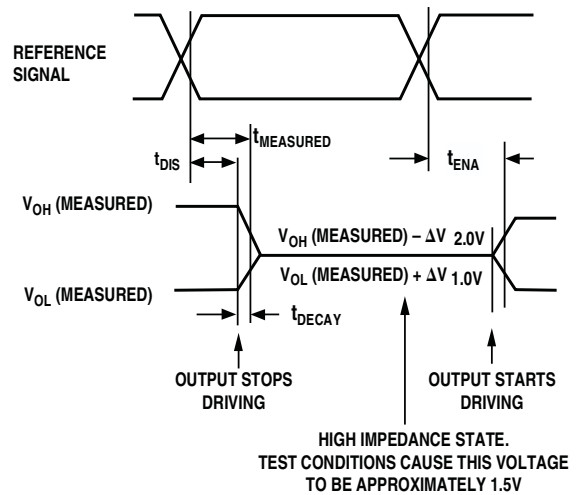 REFERENCE
SIGNAL
tMEASURED
tDIS
tENA
VOH (MEASURED)
VOH (MEASURED) – ΔV 2.0V
VOL (MEASURED) + ΔV 1.0V
VOL (MEASURED)
tDECAY
OUTPUT STOPS
DRIVING
OUTPUT STARTS
DRIVING
HIGH IMPEDANCE STATE.
TEST CONDITIONS CAUSE THIS VOLTAGE
TO BE APPROXIMATELY 1.5V